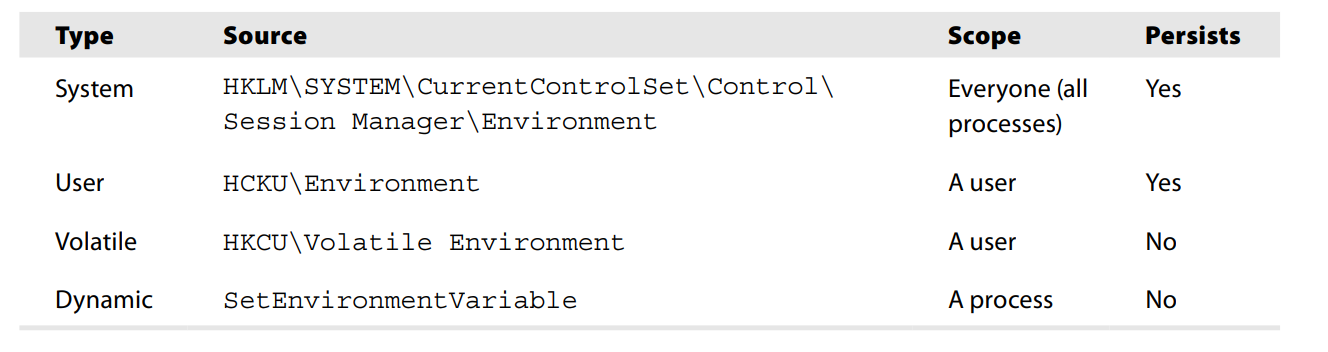 Type Source Scope Persists
System HKLM\SYSTEM\CurrentControlSet\Control\ Everyone (all Yes
Session Manager\Environment processes)
User HCKU\Environment A user Yes
Volatile HKCU\Volatile Environment A user No
Dynamic SetEnvironmentVariable A process No